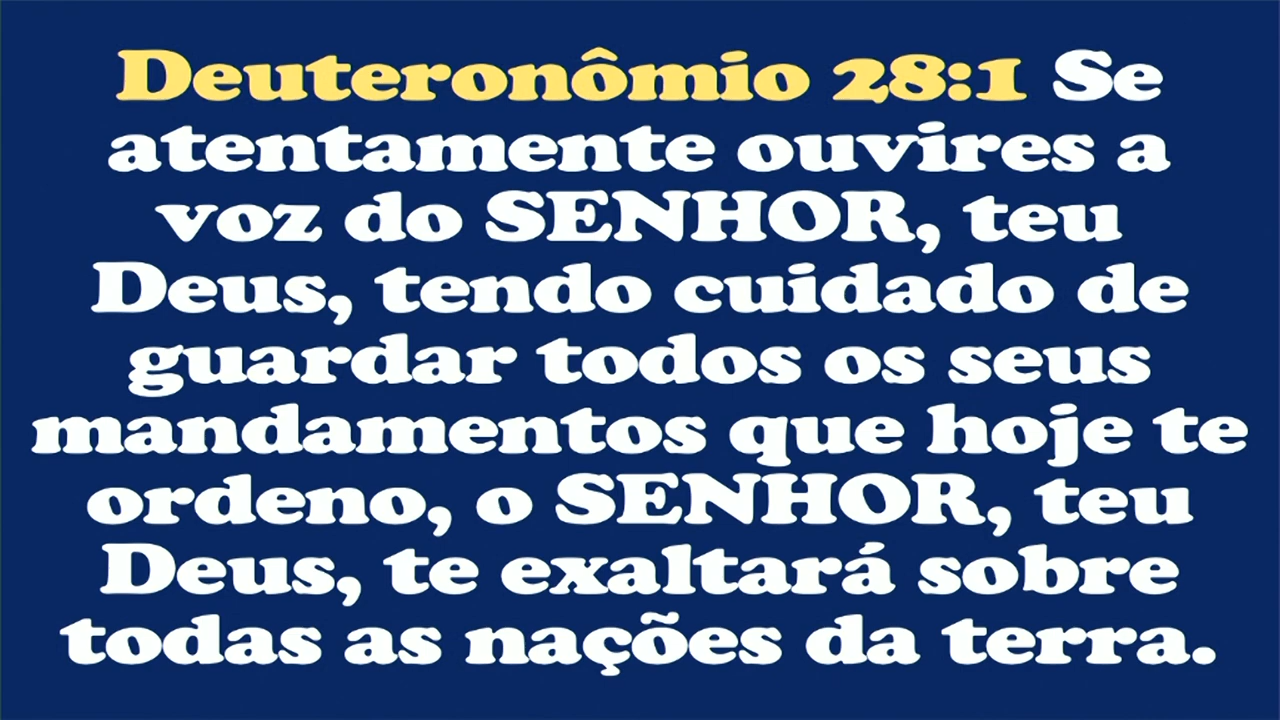 Deuteronômio 28:1 Se
atentamente ouvires a
voz do SENHOR, teu
Deus, tendo cuidado de
guardar todos os seus
mandamentos que hoje te
ordeno, o SENHOR, teu
Deus, te exaltará sobre
todas as nações da terra.